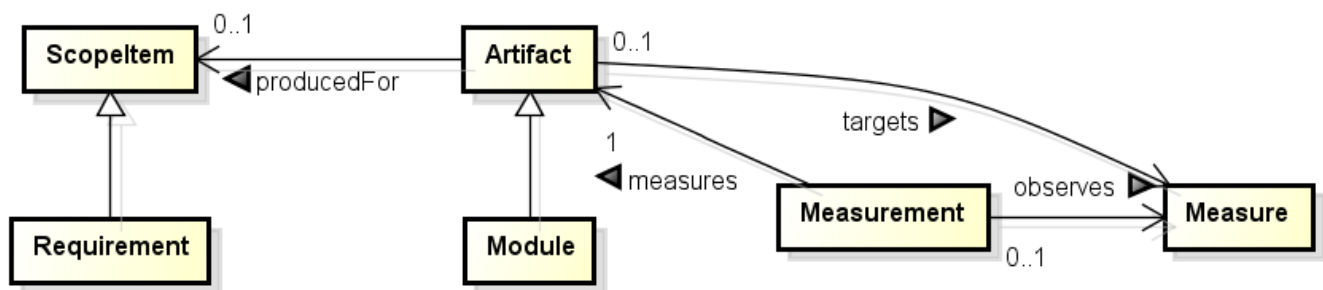 0..1
ScopeItem
Artifact
0..1
producedFor
targets
1
measures
observes
Measurement
Measure
Requirement
Module
0..1